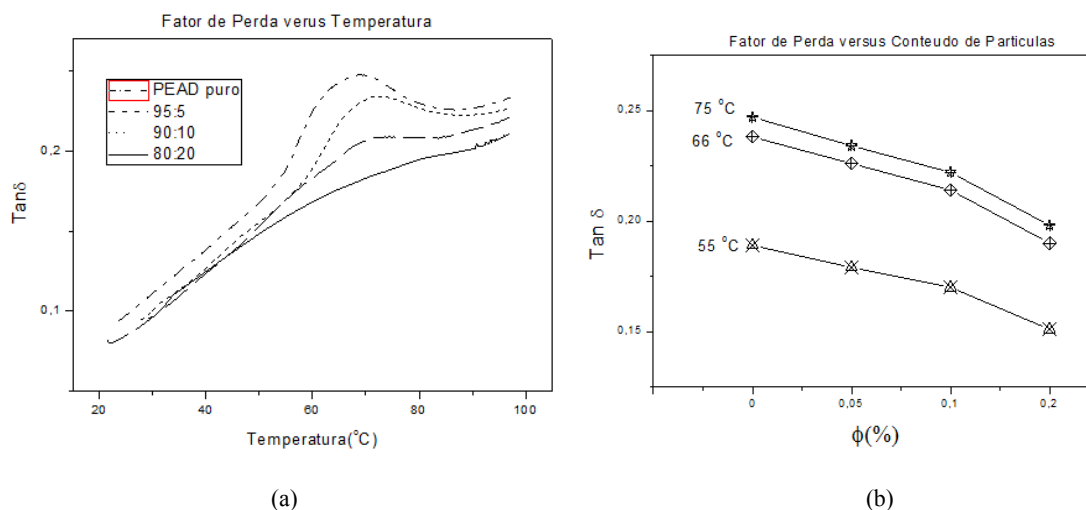 Fator de Perda verus Temperatura
PEAD puro
95:5
90:10
80:20
0,2
0,1
Tanδ
20
40
60
80
100
Temperatura(°C)
(a)
Fator de Perda versus Conteudo de Particulas
75 °C
66 °C
55 °C
0,25
0,20
0,15
Tan δ
0
0,05
0,1
0,2
ϕ(%)
(b)